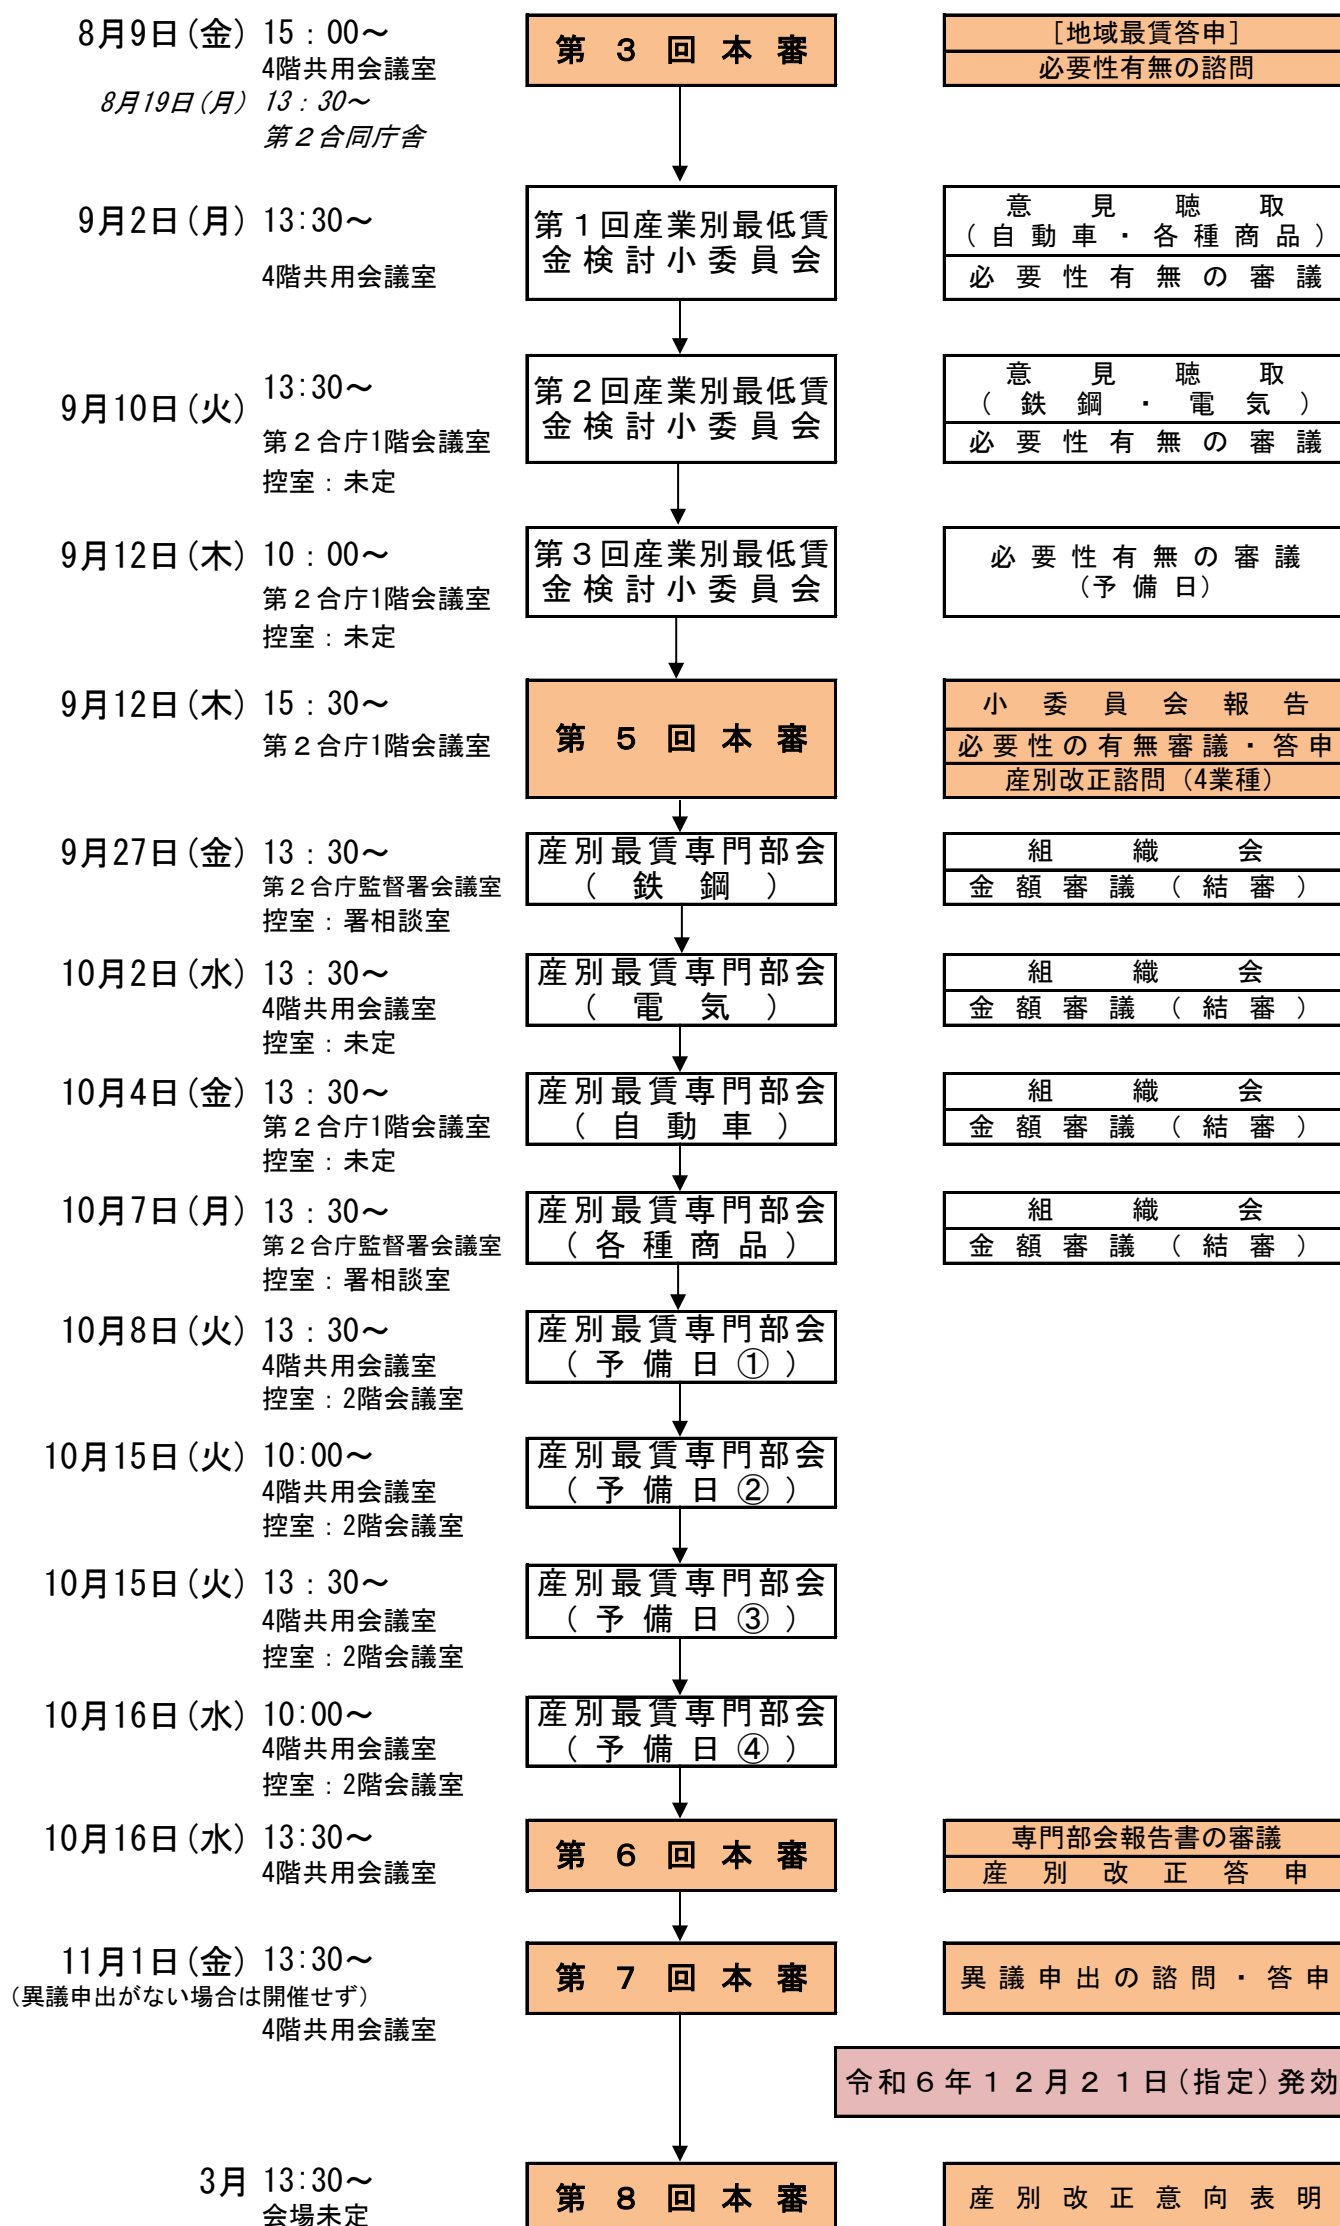 8月9日(金) 15：00～
4階共用会議室
第３回本審
[地域最賃答申]
必要性有無の諮問
8月19日(月) 13：30～
第２合同庁舎
9月2日(月) 13:30～
4階共用会議室
第１回産業別最低賃
金検討小委員会
意見聴取
(自動車・各種商品)
必要性有無の審議
9月10日(火) 13:30～
第２合庁1階会議室
控室：未定
第２回産業別最低賃
金検討小委員会
意見聴取
(鉄鋼・電気)
必要性有無の審議
9月12日(木) 10：00～
第２合庁1階会議室
控室：未定
第３回産業別最低賃
金検討小委員会
必要性有無の審議
(予備日)
9月12日(木) 15：30～
第２合庁1階会議室
第５回本審
小委員会報告
必要性の有無審議・答申
産別改正諮問（4業種）
9月27日(金) 13：30～
第２合庁監督署会議室
控室：署相談室
産別最賃専門部会
(鉄鋼)
組織会
金額審議(結審)
10月2日(水) 13：30～
4階共用会議室
控室：未定
産別最賃専門部会
(電気)
組織会
金額審議(結審)
10月4日(金) 13：30～
第２合庁1階会議室
控室：未定
産別最賃専門部会
(自動車)
組織会
金額審議(結審)
10月7日(月) 13：30～
第２合庁監督署会議室
控室：署相談室
産別最賃専門部会
(各種商品)
組織会
金額審議(結審)
10月8日(火) 13：30～
4階共用会議室
控室：2階会議室
産別最賃専門部会
(予備日①)
10月15日(火) 10:00～
4階共用会議室
控室：2階会議室
産別最賃専門部会
(予備日②)
10月15日(火) 13：30～
4階共用会議室
控室：2階会議室
産別最賃専門部会
(予備日③)
10月16日(水) 10:00～
4階共用会議室
控室：2階会議室
産別最賃専門部会
(予備日④)
10月16日(水) 13:30～
4階共用会議室
第６回本審
専門部会報告書の審議
産別改正答申
11月1日(金) 13:30～
(異議申出がない場合は開催せず)
4階共用会議室
第７回本審
異議申出の諮問・答申
令和６年１２月２１日(指定)発効
3月 13:30～
会場未定
第８回本審
産別改正意向表明